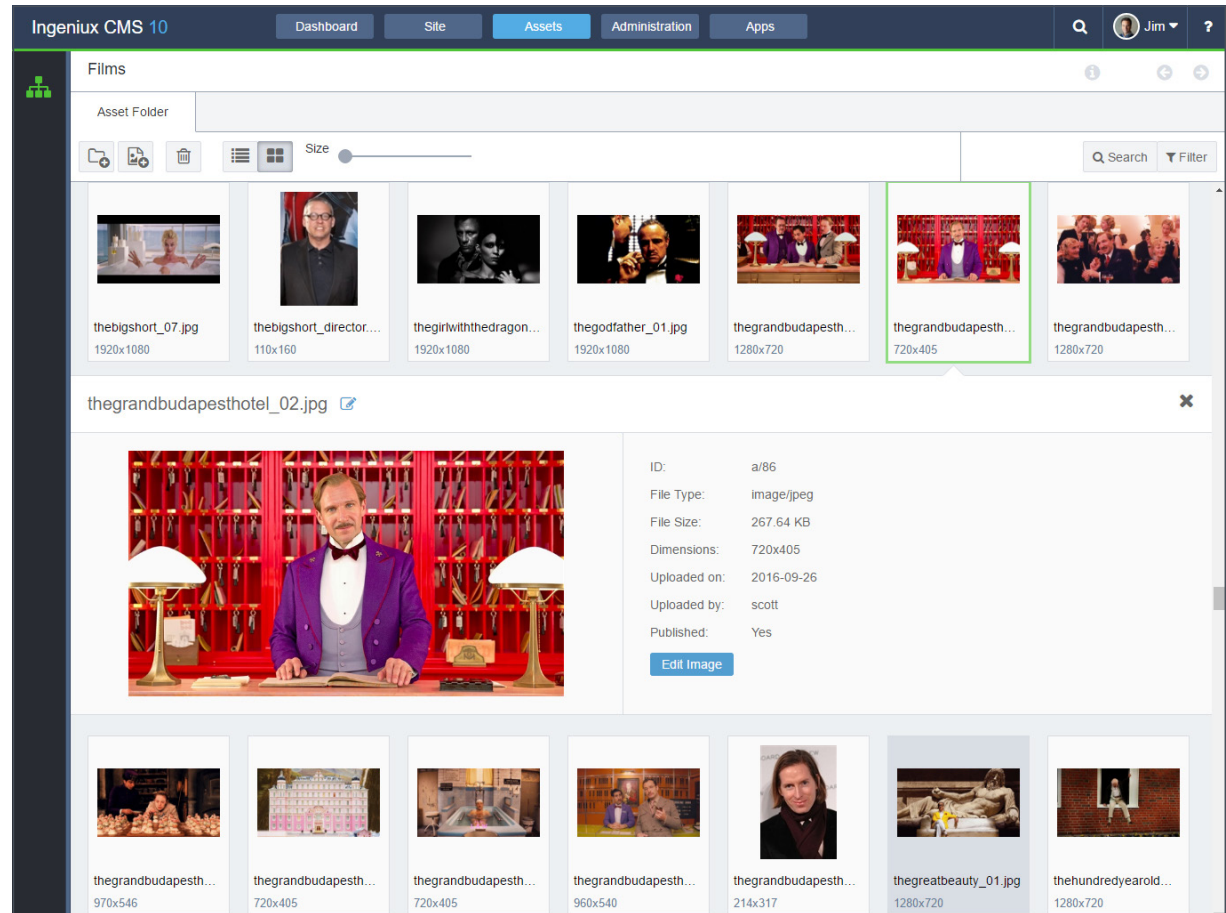 Ingeniux CMS 10
Dashboard
Site
Assets
Administration
Apps
Jim
?
Films
Asset Folder
Size
Search
Filter
thebigshort_07.jpg
1920x1080
thebigshort_director....
110x160
thegirlwiththedragon...
1920x1080
thegodfather_01.jpg
1920x1080
thegrandbudapesth...
1280x720
thegrandbudapesth...
720x405
thegrandbudapesth...
1280x720
thegrandbudapesthotel_02.jpg
ID: a/86
File Type: image/jpeg
File Size: 267.64 KB
Dimensions: 720x405
Uploaded on: 2016-09-26
Uploaded by: scott
Published: Yes
Edit Image
thegrandbudapesth...
970x546
thegrandbudapesth...
720x405
thegrandbudapesth...
720x405
thegrandbudapesth...
960x540
thegrandbudapesth...
214x317
thegreatbeauty_01.jpg
1280x720
thehundredyearold...
1280x720